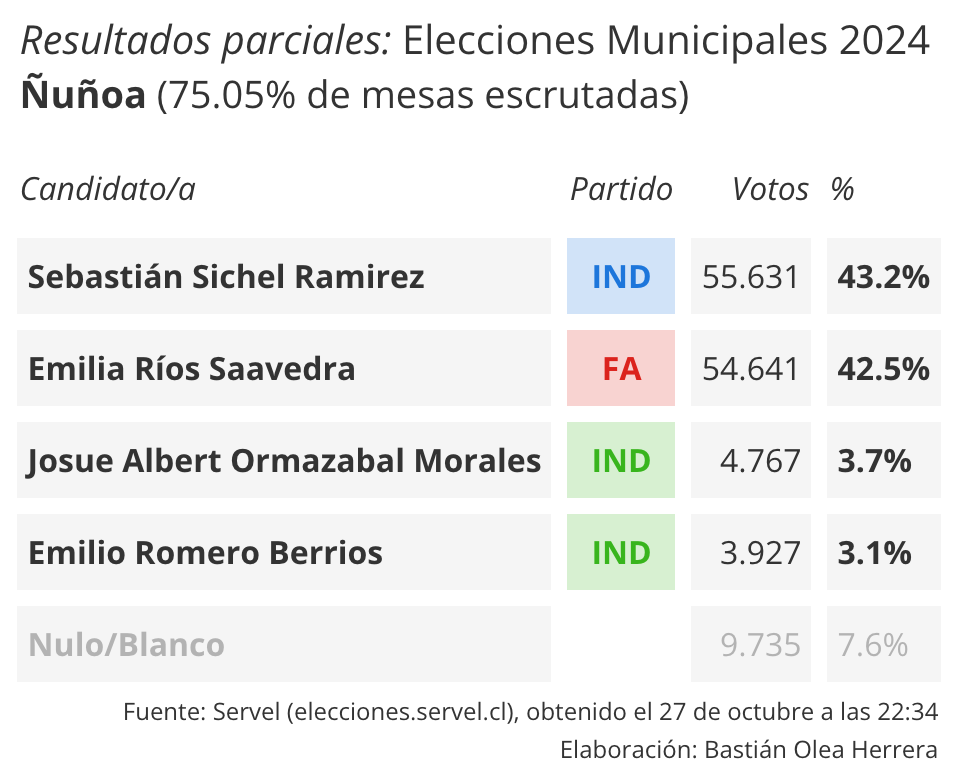 Resultados parciales: Elecciones Municipales 2024
Ñuñoa (75.05% de mesas escrutadas)
Candidato/a Partido Votos %
Sebastián Sichel Ramirez IND 55.631 43.2%
Emilia Ríos Saavedra FA 54.641 42.5%
Josue Albert Ormazabal Morales IND 4.767 3.7%
Emilio Romero Berrios IND 3.927 3.1%
Nulo/Blanco 9.735 7.6%
Fuente: Servel (elecciones.servel.cl), obtenido el 27 de octubre a las 22:34
Elaboración: Bastián Olea Herrera